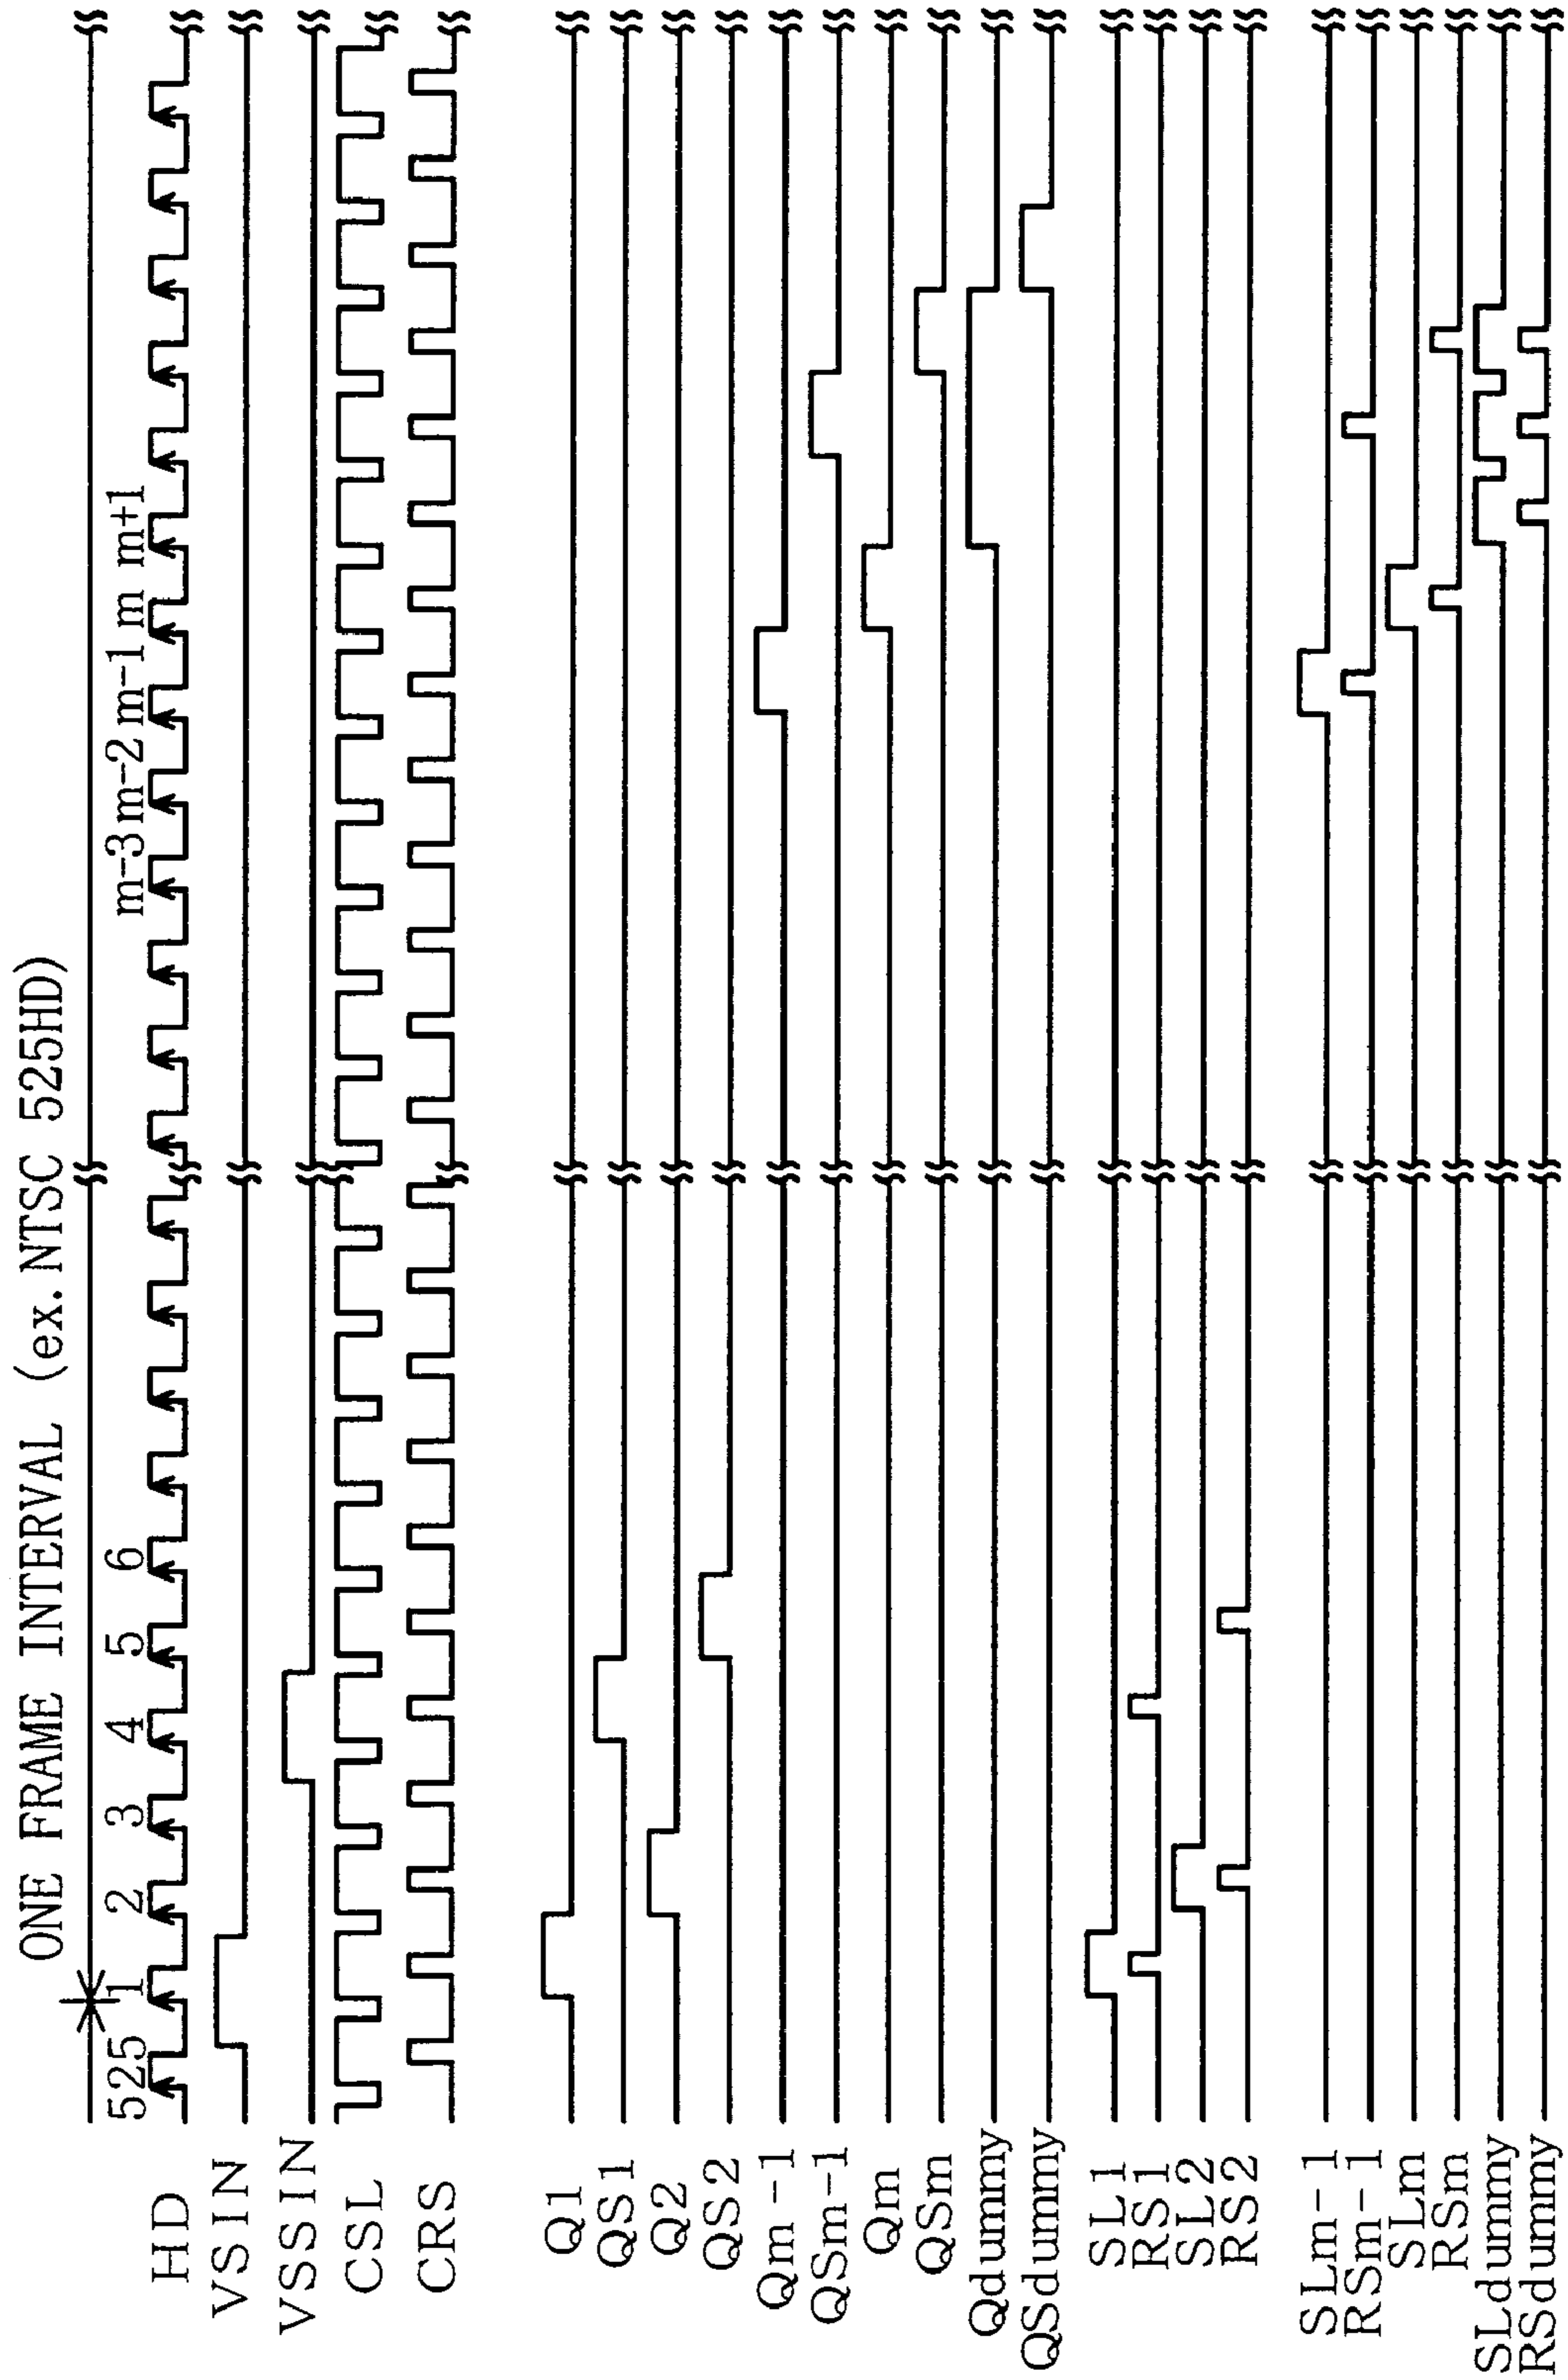 ONE FRAME INTERVAL (ex. NTSC 525HD)
525 1 2 3 4 5 6 m-3 m-2 m-1 m m+1
HD
VSIN
VSSIN
CSL
CRS
Q1
QS1
Q2
QS2
Qm-1
QSm-1
Qm
QSm
Qdummy
QSdummy
SL1
RS1
SL2
RS2
SLm-1
RSm-1
SLm
RSm
SLdummy
RSdummy